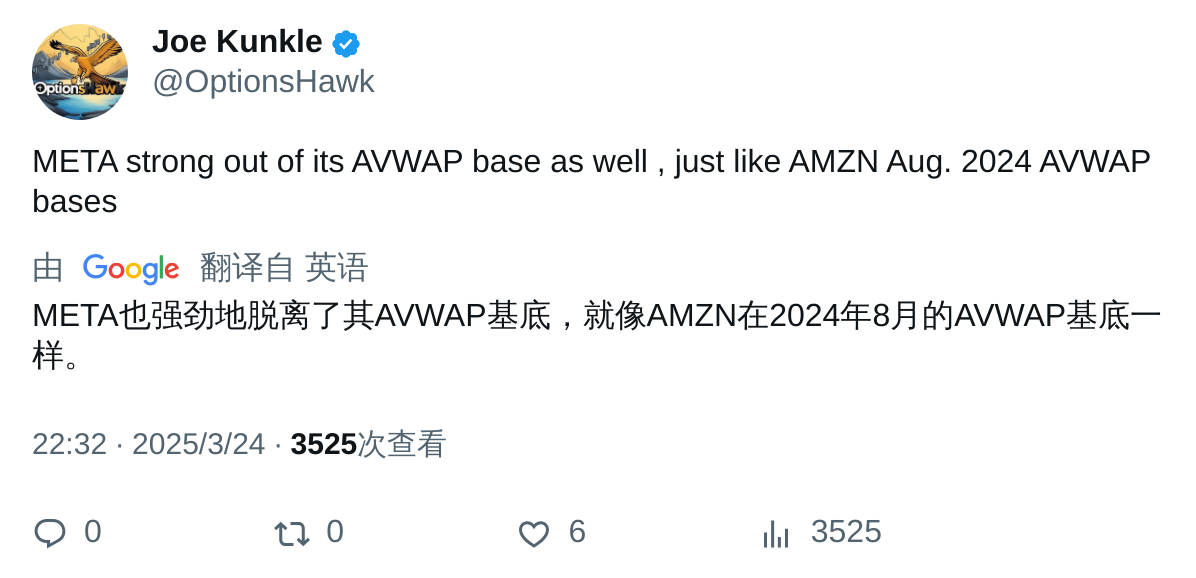 OptionsHawk
Joe Kunkle
@OptionsHawk
META strong out of its AVWAP base as well , just like AMZN Aug. 2024 AVWAP
bases
由 Google 翻译自 英语
META也强劲地脱离了其AVWAP基底，就像AMZN在2024年8月的AVWAP基底一
样。
22:32 · 2025/3/24 · 3525次查看
0 0 6 3525